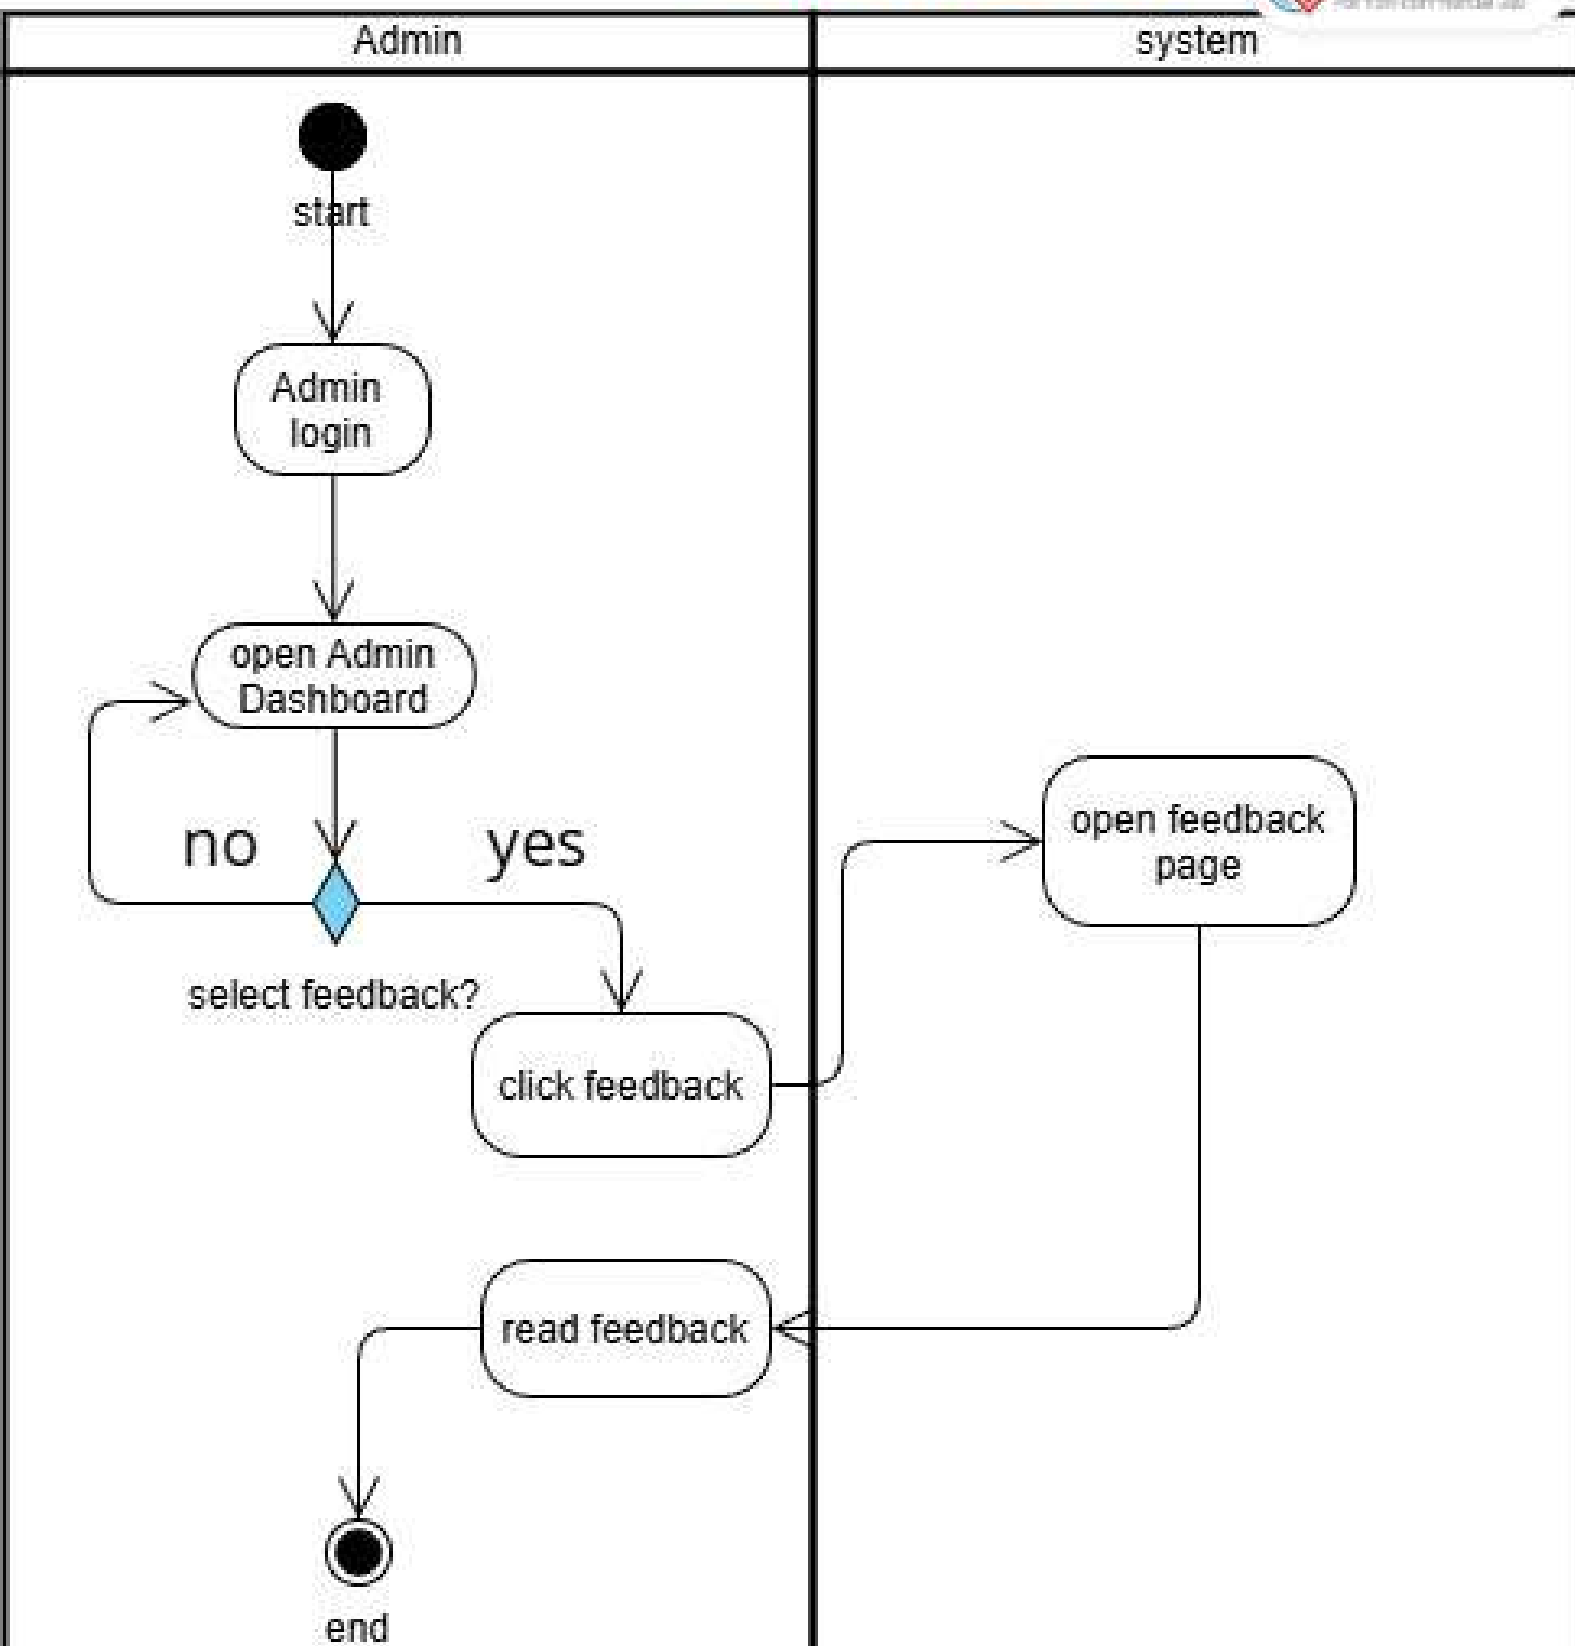 Admin
system
start
Admin
login
open Admin
Dashboard
no
yes
open feedback
page
select feedback?
click feedback
read feedback
end